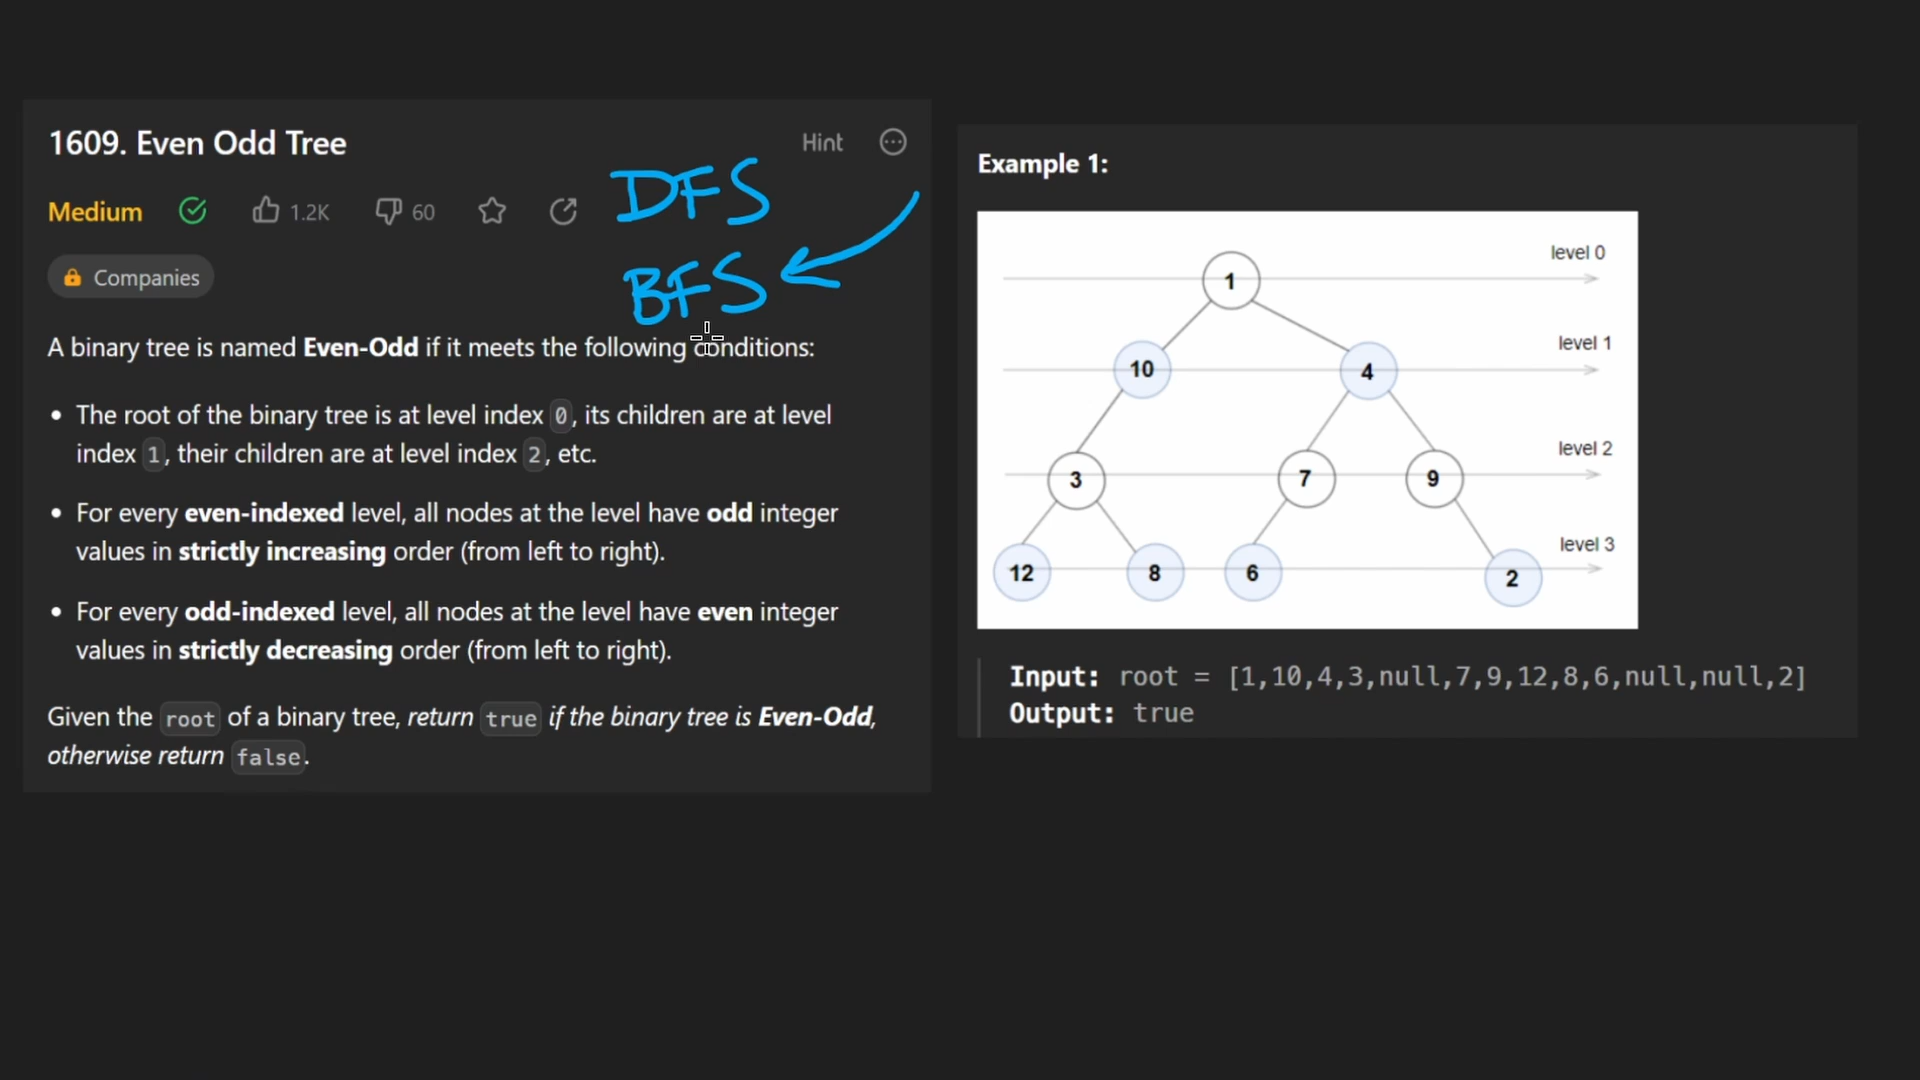 1609. Even Odd Tree
Hint
Medium
1.2K
60
Companies
DFS
BFS
A binary tree is named Even-Odd if it meets the following conditions:
• The root of the binary tree is at level index 0, its children are at level
index 1, their children are at level index 2, etc.
• For every even-indexed level, all nodes at the level have odd integer
values in strictly increasing order (from left to right).
• For every odd-indexed level, all nodes at the level have even integer
values in strictly decreasing order (from left to right).
Given the root of a binary tree, return true if the binary tree is Even-Odd,
otherwise return false.
Example 1:
level 0
1
level 1
10 4
level 2
3 7 9
level 3
12 8 6 2
Input: root = [1,10,4,3,null,7,9,12,8,6,null,null,2]
Output: true